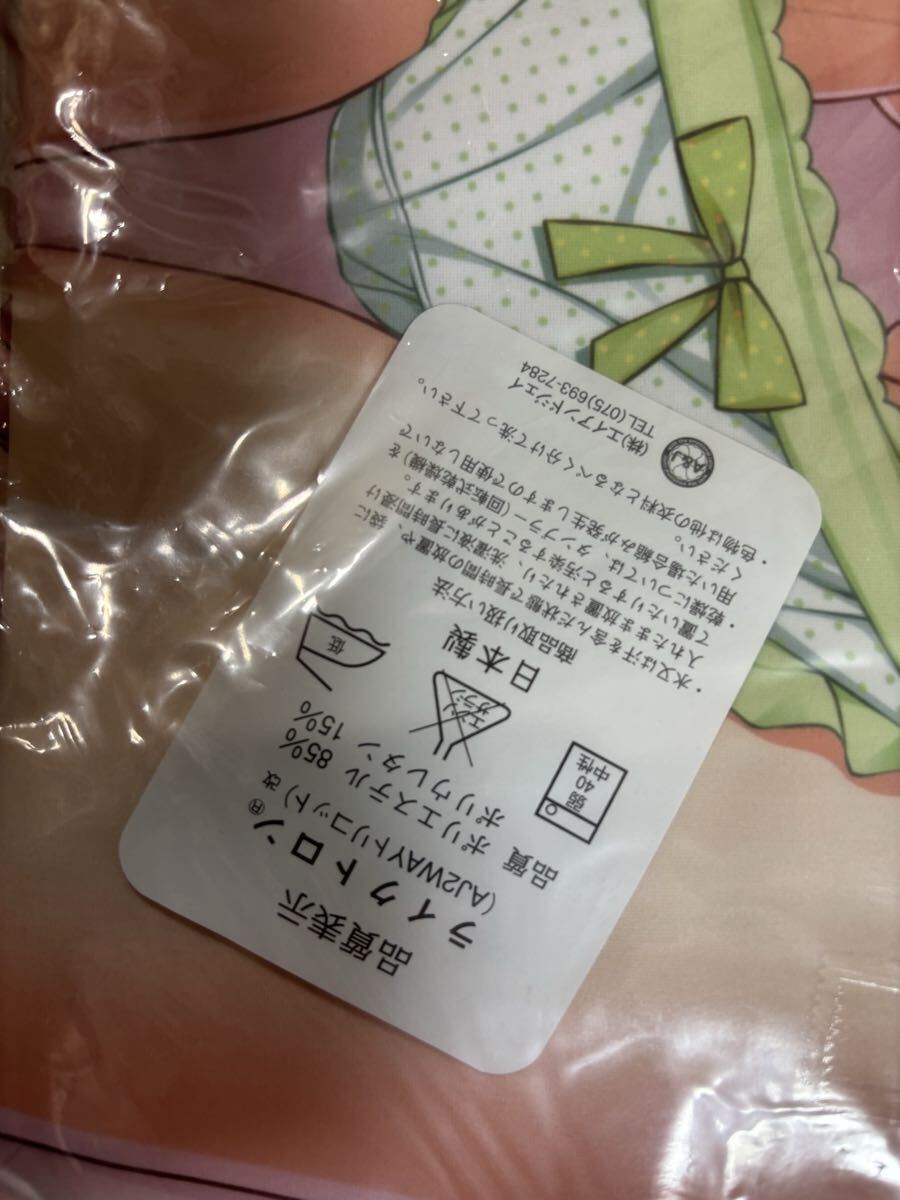 品質表示
ライクトロン®
(AJ2WAYトリコット) 改
品質 ポリエステル 85%
ポリウレタン 15%
弱
40
中性
エンソ
サラシ
低
日本製
商品取り扱い方法
・水又は汗を含んだ状態で長時間の放置や、袋に
入れたまま放置されたり、洗濯液に長時間浸け
て置いたりすると汚染することがあります。
・乾燥については、タンブラー(回転式乾燥機)を
用いた場合縮みが発生しますので使用しないで
ください。
・色物は他の衣料となるべく分けて洗って下さい。
A&J
(株)エイアンドジェイ
TEL(075)693-7284